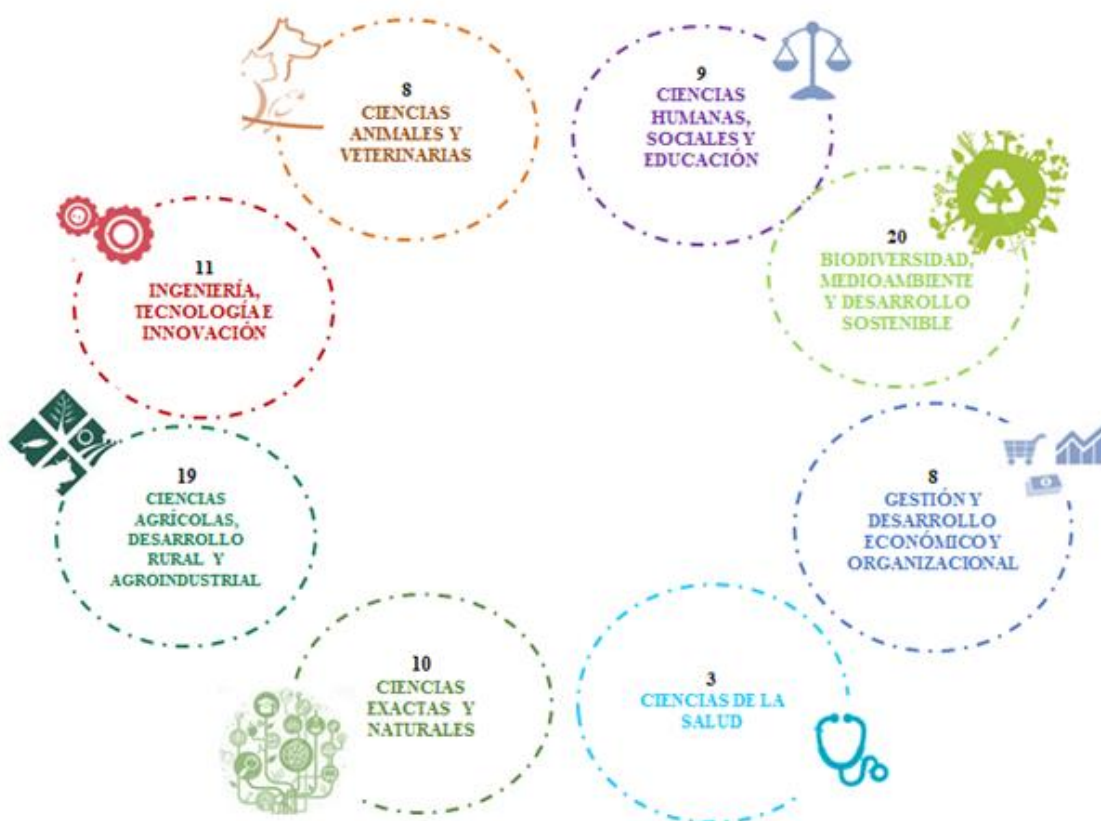 8
CIENCIAS
ANIMALES Y
VETERINARIAS
9
CIENCIAS
HUMANAS,
SOCIALES Y
EDUCACIÓN
20
BIODIVERSIDAD,
MEDIOAMBIENTE
Y DESARROLLO
SOSTENIBLE
11
INGENIERÍA,
TECNOLOGÍA E
INNOVACIÓN
19
CIENCIAS
AGRÍCOLAS,
DESARROLLO
RURAL Y
AGROINDUSTRIAL
8
GESTIÓN Y
DESARROLLO
ECONÓMICO Y
ORGANIZACIONAL
10
CIENCIAS
EXACTAS Y
NATURALES
3
CIENCIAS DE LA
SALUD